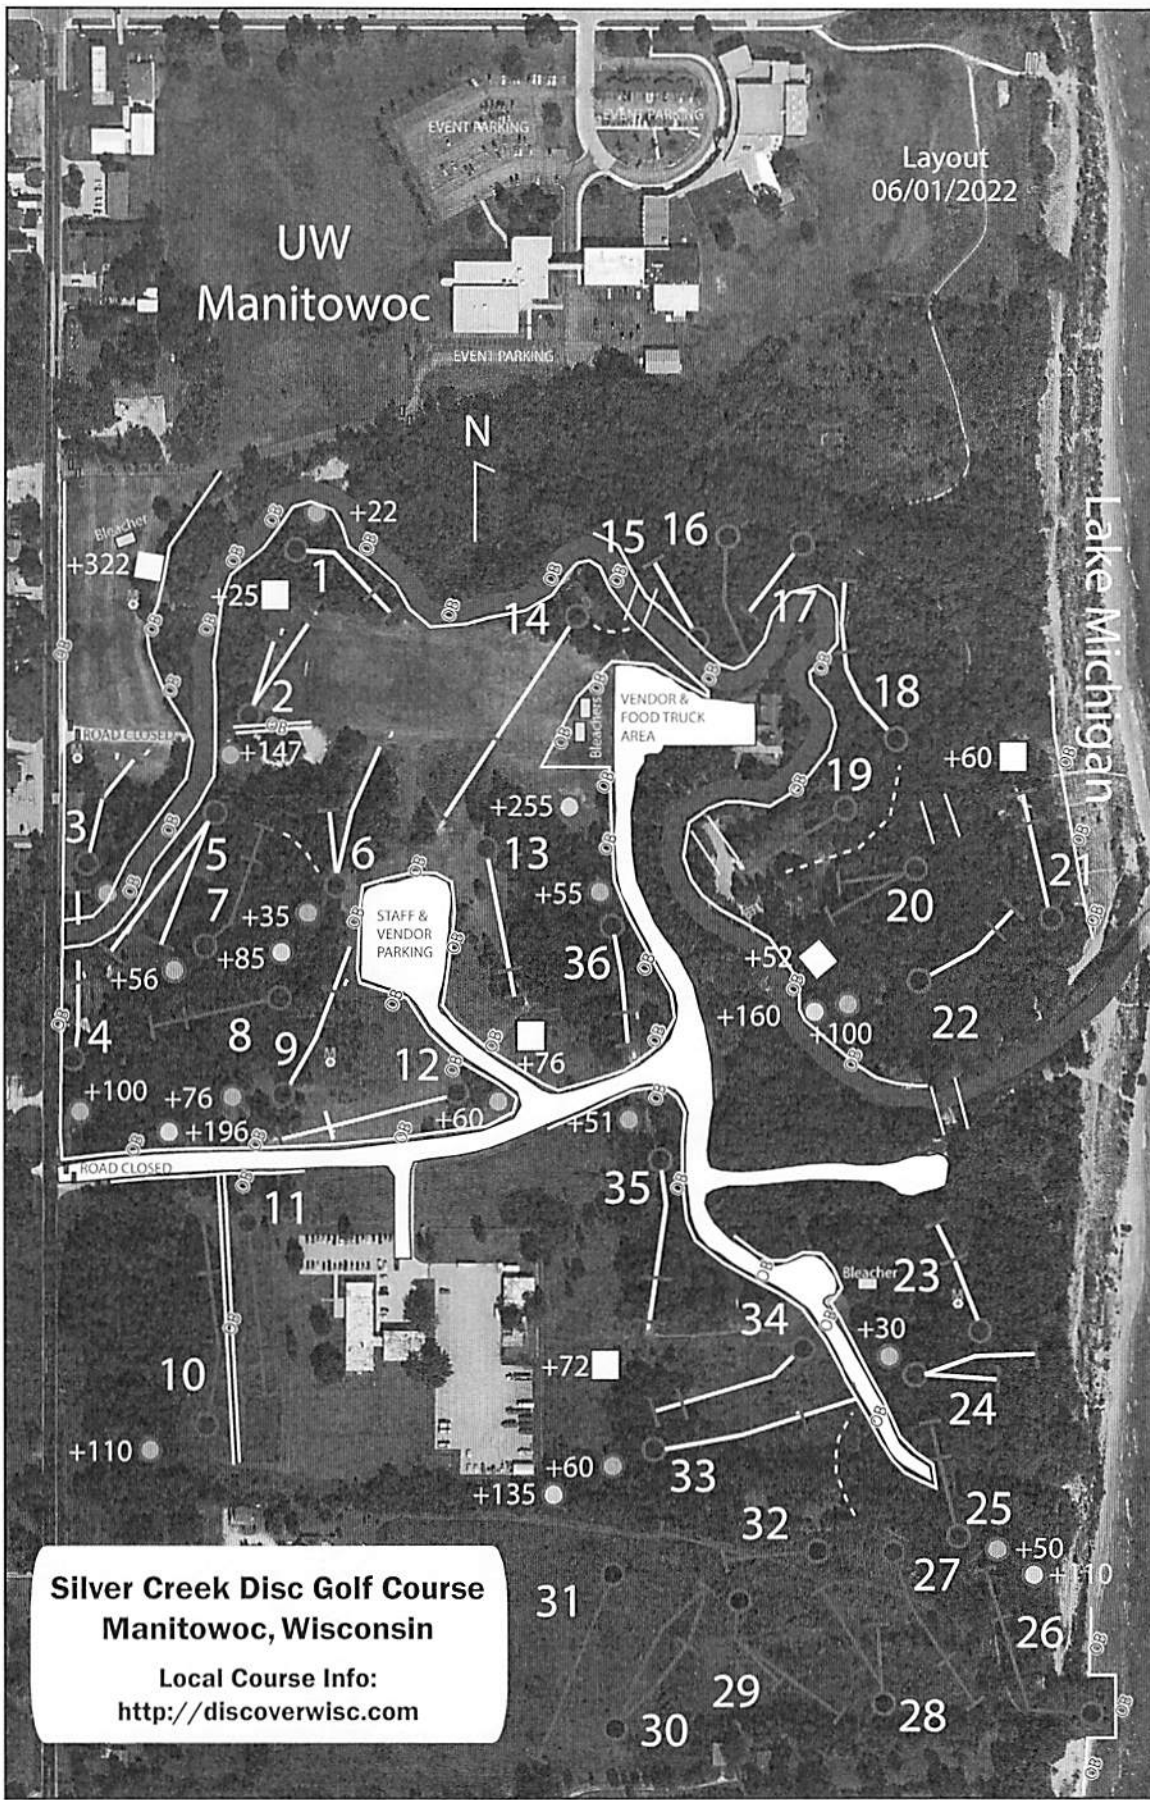 EVENT PARKING
EVENT PARKING
Layout
06/01/2022
UW
Manitowoc
EVENT PARKING
N
Lake Michigan
ROAD CLOSED
+22
15
16
Bleacher
+322
1
+25
14
17
2
VENDOR &
FOOD TRUCK
AREA
Bleachers
18
ROAD CLOSED
+147
+60
19
+255
3
5
6
13
21
7
+35
STAFF &
VENDOR
PARKING
+55
20
+85
36
+52
+56
4
8
9
12
+76
+160
+100
22
+100
+76
+60
+51
+196
ROAD CLOSED
11
35
Bleacher
23
34
+30
10
+72
24
+110
+60
33
+135
32
25
+50
27
+110
31
26
29
28
30
OB
Silver Creek Disc Golf Course
Manitowoc, Wisconsin
Local Course Info:
http://discoverwisc.com